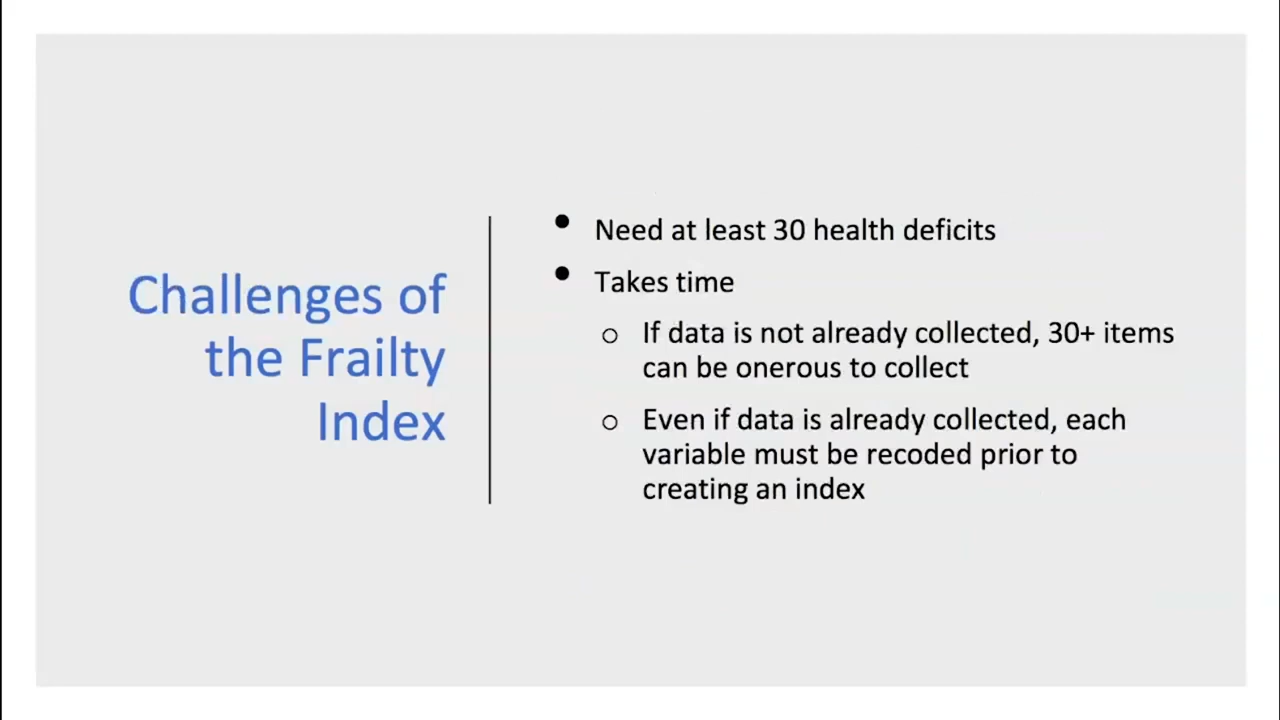 Challenges of
the Frailty
Index
• Need at least 30 health deficits
• Takes time
o If data is not already collected, 30+ items
can be onerous to collect
o Even if data is already collected, each
variable must be recoded prior to
creating an index